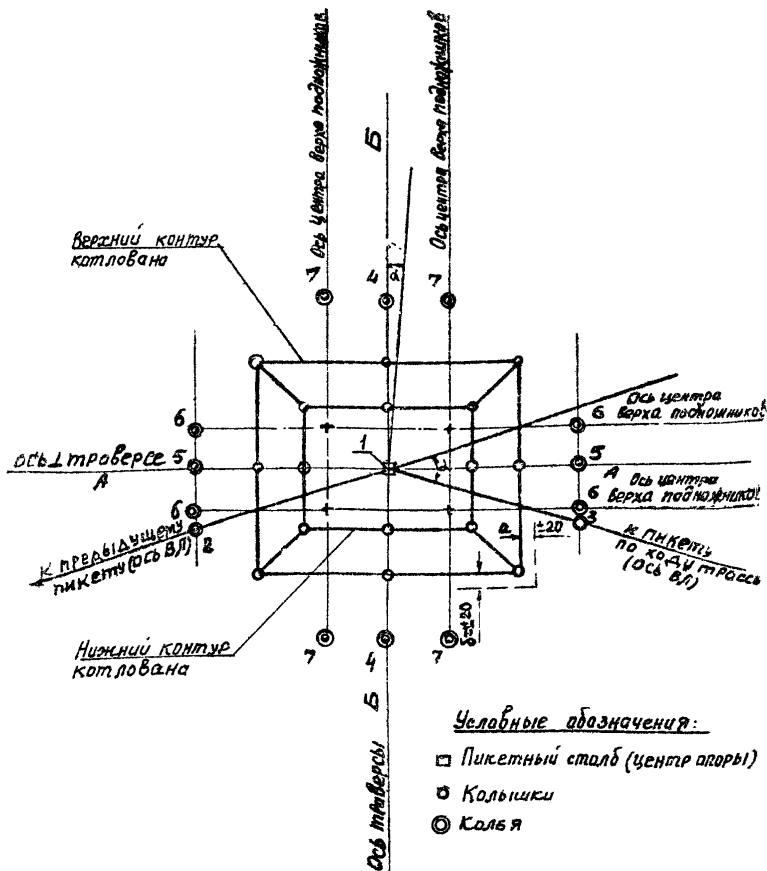 Ось центра верха подножников
Б
Ось центра верха подножников
Верхний контур
котлована
7
4
7
α
Ось центра
верха подножников
6
6
1
ось⊥траверсе
5
5
А
А
Ось центра
верха подножников
6
6
2
3
к предыдущему
пикету (ось ВЛ)
к пикету
по ходу трассы
(ось ВЛ)
а
±20
б=±20
Нижний контур
котлована
7
4
7
Б
Ось траверсы
Условные обозначения:
Пикетный столб (центр опоры)
Колышки
Колья